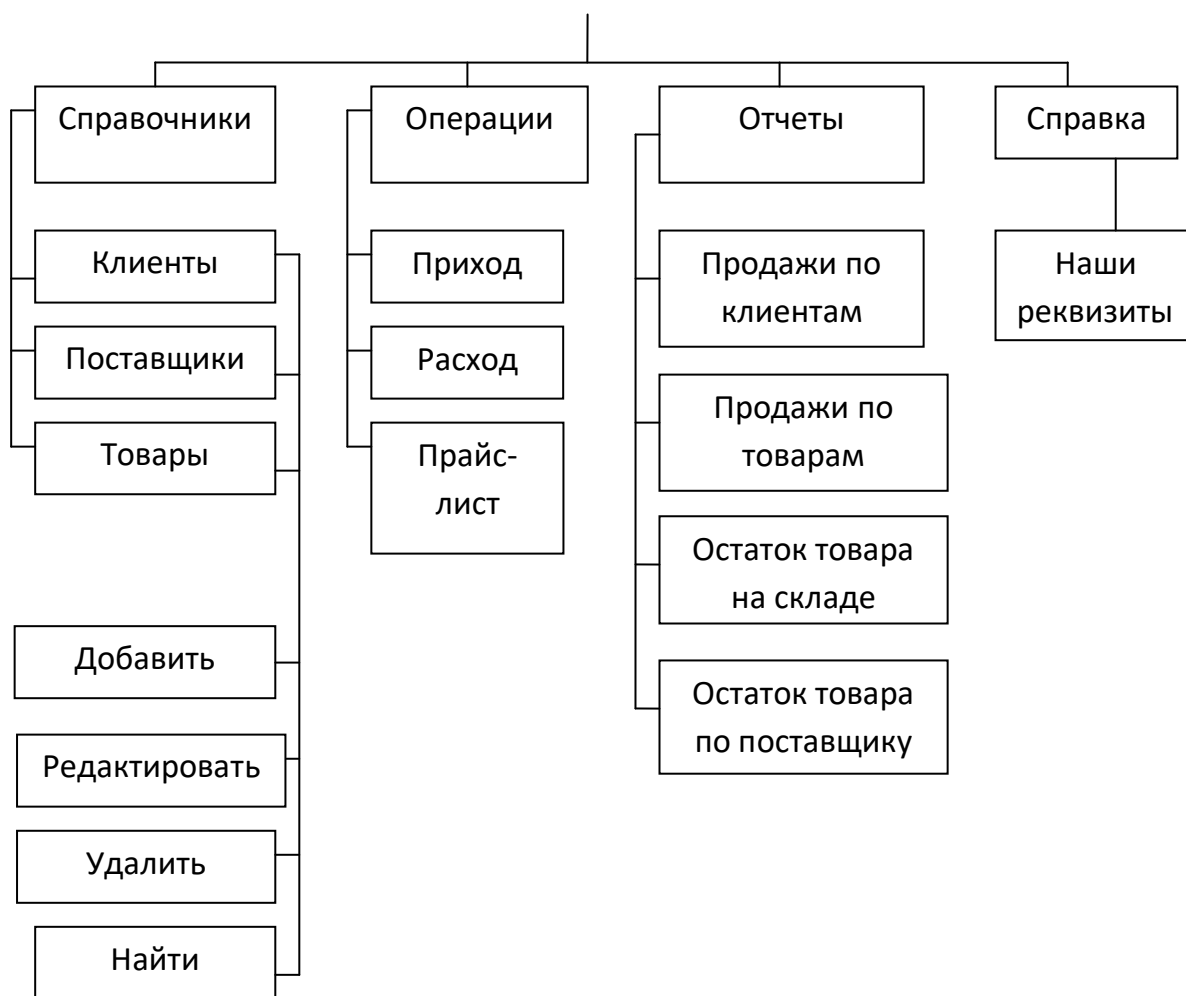 Справочники
Операции
Отчеты
Справка
Клиенты
Поставщики
Товары
Добавить
Редактировать
Удалить
Найти
Приход
Расход
Прайс-
лист
Продажи по
клиентам
Продажи по
товарам
Остаток товара
на складе
Остаток товара
по поставщику
Наши
реквизиты